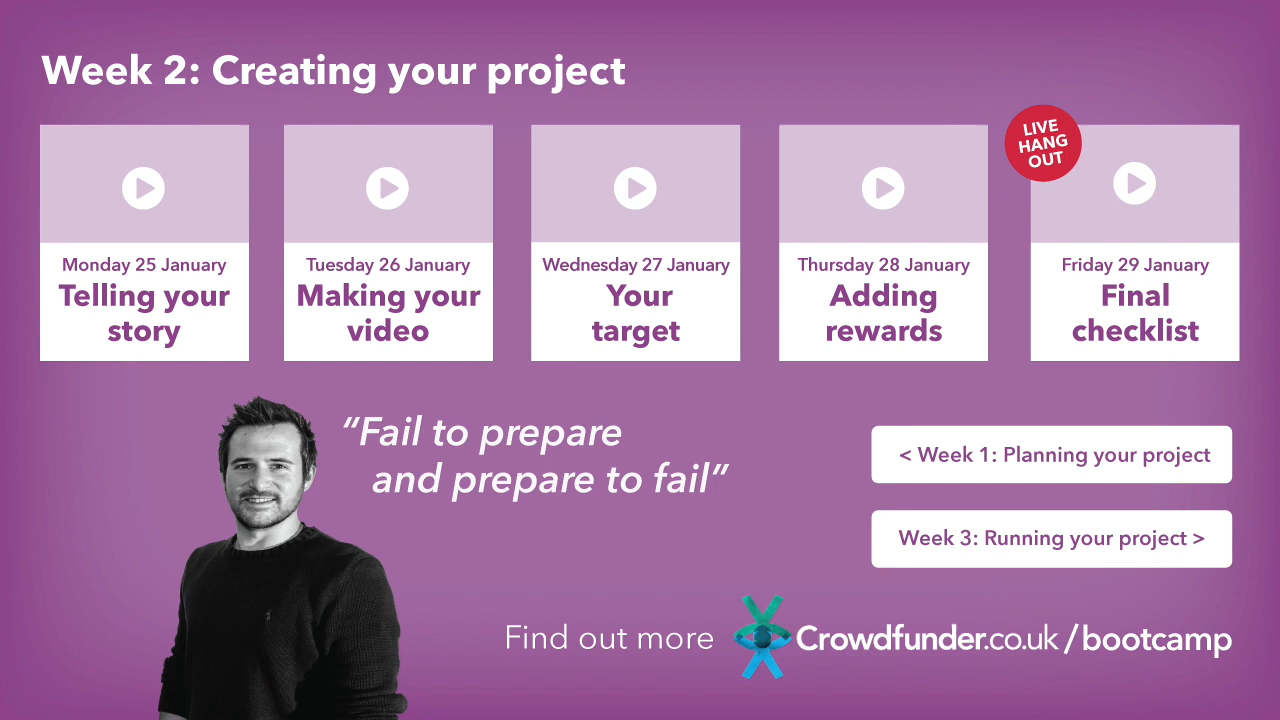 Week 2: Creating your project
LIVE
HANG
OUT
Monday 25 January
Telling your
story
Tuesday 26 January
Making your
video
Wednesday 27 January
Your
target
Thursday 28 January
Adding
rewards
Friday 29 January
Final
checklist
“Fail to prepare
and prepare to fail”
< Week 1: Planning your project
Week 3: Running your project >
Find out more Crowdfunder.co.uk/bootcamp